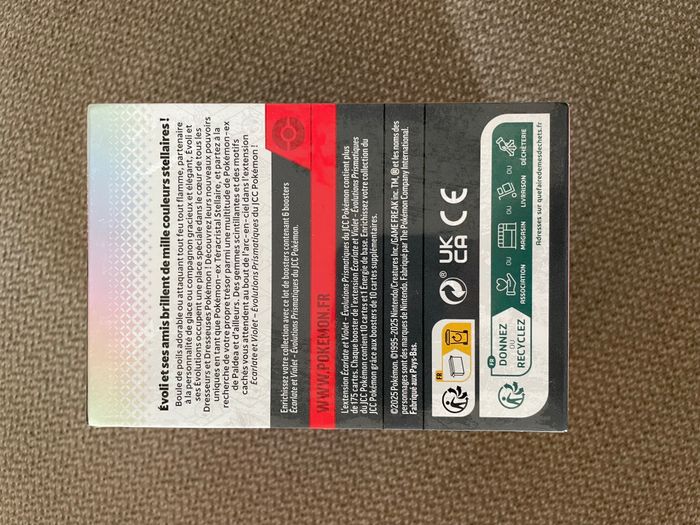 Évoli et ses amis brillent de mille couleurs stellaires !
Boule de poils adorable ou attaquant tout feu tout flamme, partenaire
à la personnalité de glace ou compagnon gracieux et élégant, Évoli et
ses Évolutions occupent une place spéciale dans le cœur de tous les
Dresseurs et Dresseuses Pokémon ! Découvrez leurs nouveaux pouvoirs
uniques en tant que Pokémon-ex Téracristal Stellaire, et partez à la
recherche de votre propre trésor parmi une multitude de Pokémon-ex
de Paldea et d'ailleurs. Des gemmes scintillantes et des motifs
cachés vous attendent au bout de l'arc-en-ciel dans l'extension
Écarlate et Violet – Évolutions Prismatiques du JCC Pokémon !
Enrichissez votre collection avec ce lot de boosters contenant 6 boosters
Écarlate et Violet – Évolutions Prismatiques du JCC Pokémon.
WWW.POKEMON.FR
L'extension Écarlate et Violet – Évolutions Prismatiques du JCC Pokémon contient plus
de 175 cartes. Chaque booster de l'extension Écarlate et Violet – Évolutions Prismatiques
du JCC Pokémon contient 10 cartes et 1 Énergie de base. Enrichissez votre collection du
JCC Pokémon grâce aux boosters de 10 cartes supplémentaires.
©2025 Pokémon. ©1995-2025 Nintendo/Creatures Inc./GAME FREAK inc. TM, ® et les noms des
personnages sont des marques de Nintendo. Fabriqué par The Pokémon Company International.
Fabriqué aux Pays-Bas.
FR
UK
CA
CE
FR
DONNEZ
OU
RECYCLEZ
ASSOCIATION
OU
MAGASIN
OU
LIVRAISON
OU
DÉCHÈTERIE
Adresses sur quefairedemesdechets.fr